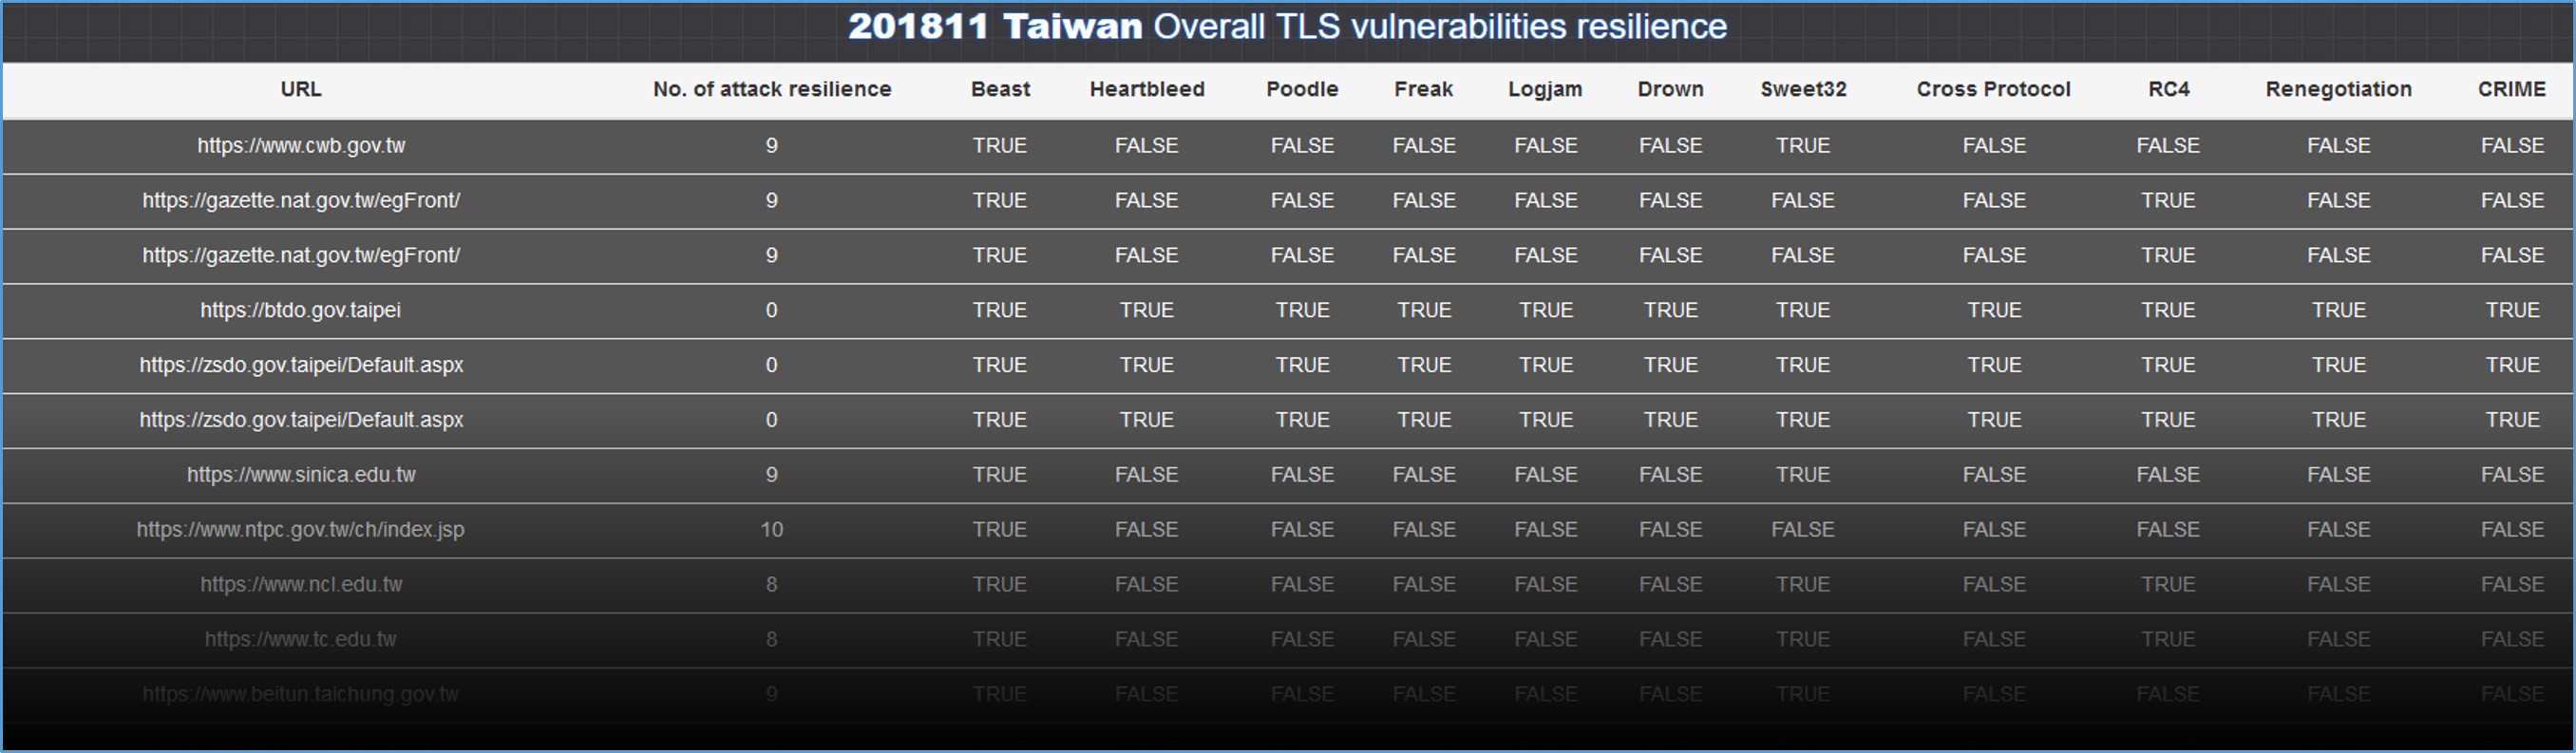 201811 Taiwan Overall TLS vulnerabilities resilience
URL No. of attack resilience Beast Heartbleed Poodle Freak Logjam Drown Sweet32 Cross Protocol RC4 Renegotiation CRIME
https://www.cwb.gov.tw 9 TRUE FALSE FALSE FALSE FALSE FALSE TRUE FALSE FALSE FALSE FALSE
https://gazette.nat.gov.tw/egFront/ 9 TRUE FALSE FALSE FALSE FALSE FALSE FALSE FALSE TRUE FALSE FALSE
https://gazette.nat.gov.tw/egFront/ 9 TRUE FALSE FALSE FALSE FALSE FALSE FALSE FALSE TRUE FALSE FALSE
https://btdo.gov.taipei 0 TRUE TRUE TRUE TRUE TRUE TRUE TRUE TRUE TRUE TRUE TRUE
https://zsdo.gov.taipei/Default.aspx 0 TRUE TRUE TRUE TRUE TRUE TRUE TRUE TRUE TRUE TRUE TRUE
https://zsdo.gov.taipei/Default.aspx 0 TRUE TRUE TRUE TRUE TRUE TRUE TRUE TRUE TRUE TRUE TRUE
https://www.sinica.edu.tw 9 TRUE FALSE FALSE FALSE FALSE FALSE TRUE FALSE FALSE FALSE FALSE
https://www.ntpc.gov.tw/ch/index.jsp 10 TRUE FALSE FALSE FALSE FALSE FALSE FALSE FALSE FALSE FALSE FALSE
https://www.ncl.edu.tw 8 TRUE FALSE FALSE FALSE FALSE FALSE TRUE FALSE TRUE FALSE FALSE
https://www.tc.edu.tw 8 TRUE FALSE FALSE FALSE FALSE FALSE TRUE FALSE TRUE FALSE FALSE
https://www.beitun.taichung.gov.tw 9 TRUE FALSE FALSE FALSE FALSE FALSE TRUE FALSE FALSE FALSE FALSE